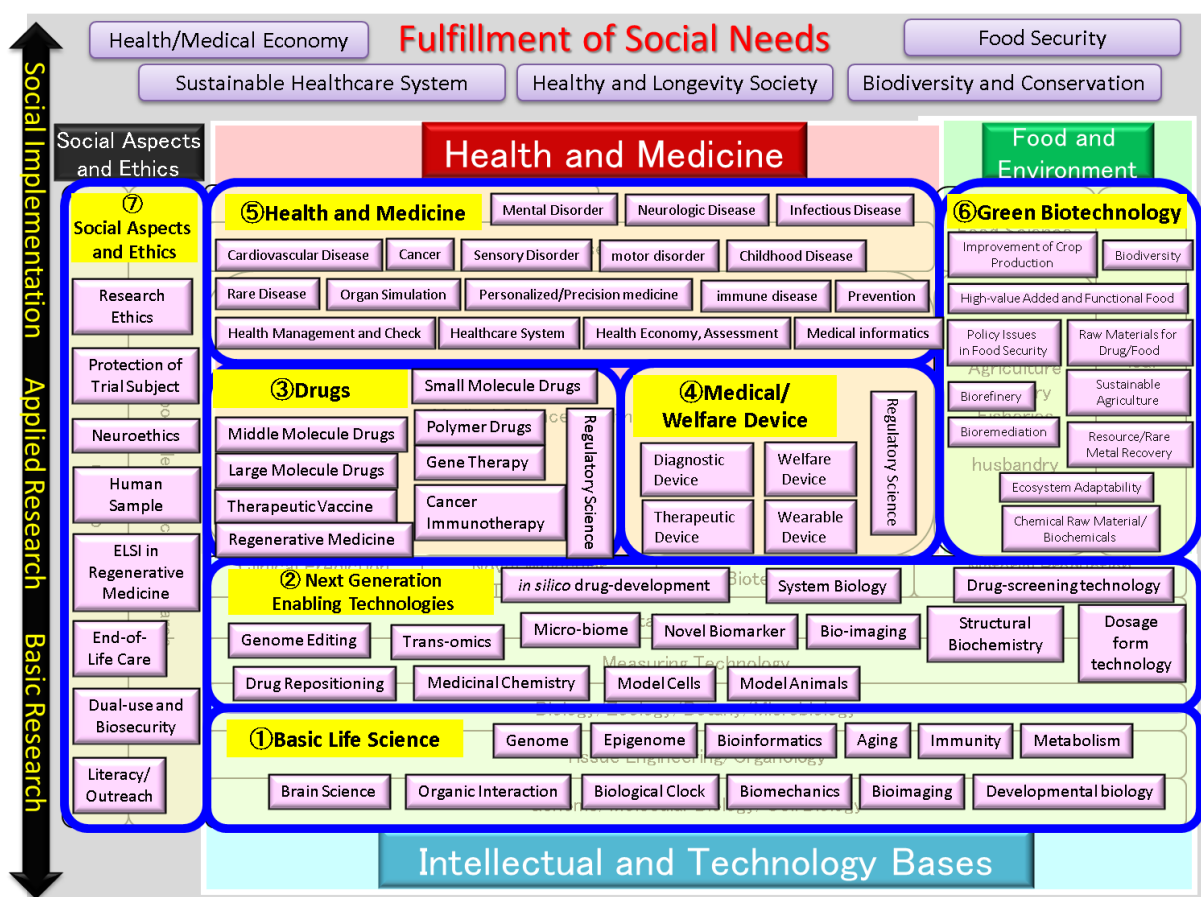 Health/Medical Economy
Fulfillment of Social Needs
Food Security
Sustainable Healthcare System
Healthy and Longevity Society
Biodiversity and Conservation
Social Implementation
Applied Research
Basic Research
Social Aspects
and Ethics
Health and Medicine
Food and
Environment
⑦
Social Aspects
and Ethics
Research
Ethics
Protection of
Trial Subject
Neuroethics
Human
Sample
ELSI in
Regenerative
Medicine
End-of-
Life Care
Dual-use and
Biosecurity
Literacy/
Outreach
⑤Health and Medicine
Mental Disorder
Neurologic Disease
Infectious Disease
Cardiovascular Disease
Cancer
Sensory Disorder
motor disorder
Childhood Disease
Rare Disease
Organ Simulation
Personalized/Precision medicine
immune disease
Prevention
Health Management and Check
Healthcare System
Health Economy, Assessment
Medical informatics
⑥Green Biotechnology
Improvement of Crop
Production
Biodiversity
High-value Added and Functional Food
Policy Issues
in Food Security
Raw Materials for
Drug/Food
Agriculture
Biorefinery
Sustainable
Agriculture
Bioremediation
Resource/Rare
Metal Recovery
husbandry
Ecosystem Adaptability
Chemical Raw Material/
Biochemicals
③Drugs
Small Molecule Drugs
Middle Molecule Drugs
Polymer Drugs
Large Molecule Drugs
Gene Therapy
Therapeutic Vaccine
Cancer
Immunotherapy
Regenerative Medicine
Regulatory Science
④Medical/
Welfare Device
Diagnostic
Device
Welfare
Device
Therapeutic
Device
Wearable
Device
Regulatory Science
② Next Generation
Enabling Technologies
in silico drug-development
System Biology
Drug-screening technology
Genome Editing
Trans-omics
Micro-biome
Novel Biomarker
Bio-imaging
Structural
Biochemistry
Dosage
form
technology
Measuring Technology
Drug Repositioning
Medicinal Chemistry
Model Cells
Model Animals
①Basic Life Science
Genome
Epigenome
Bioinformatics
Aging
Immunity
Metabolism
Tissue Engineering/Organology
Brain Science
Organic Interaction
Biological Clock
Biomechanics
Bioimaging
Developmental biology
Intellectual and Technology Bases